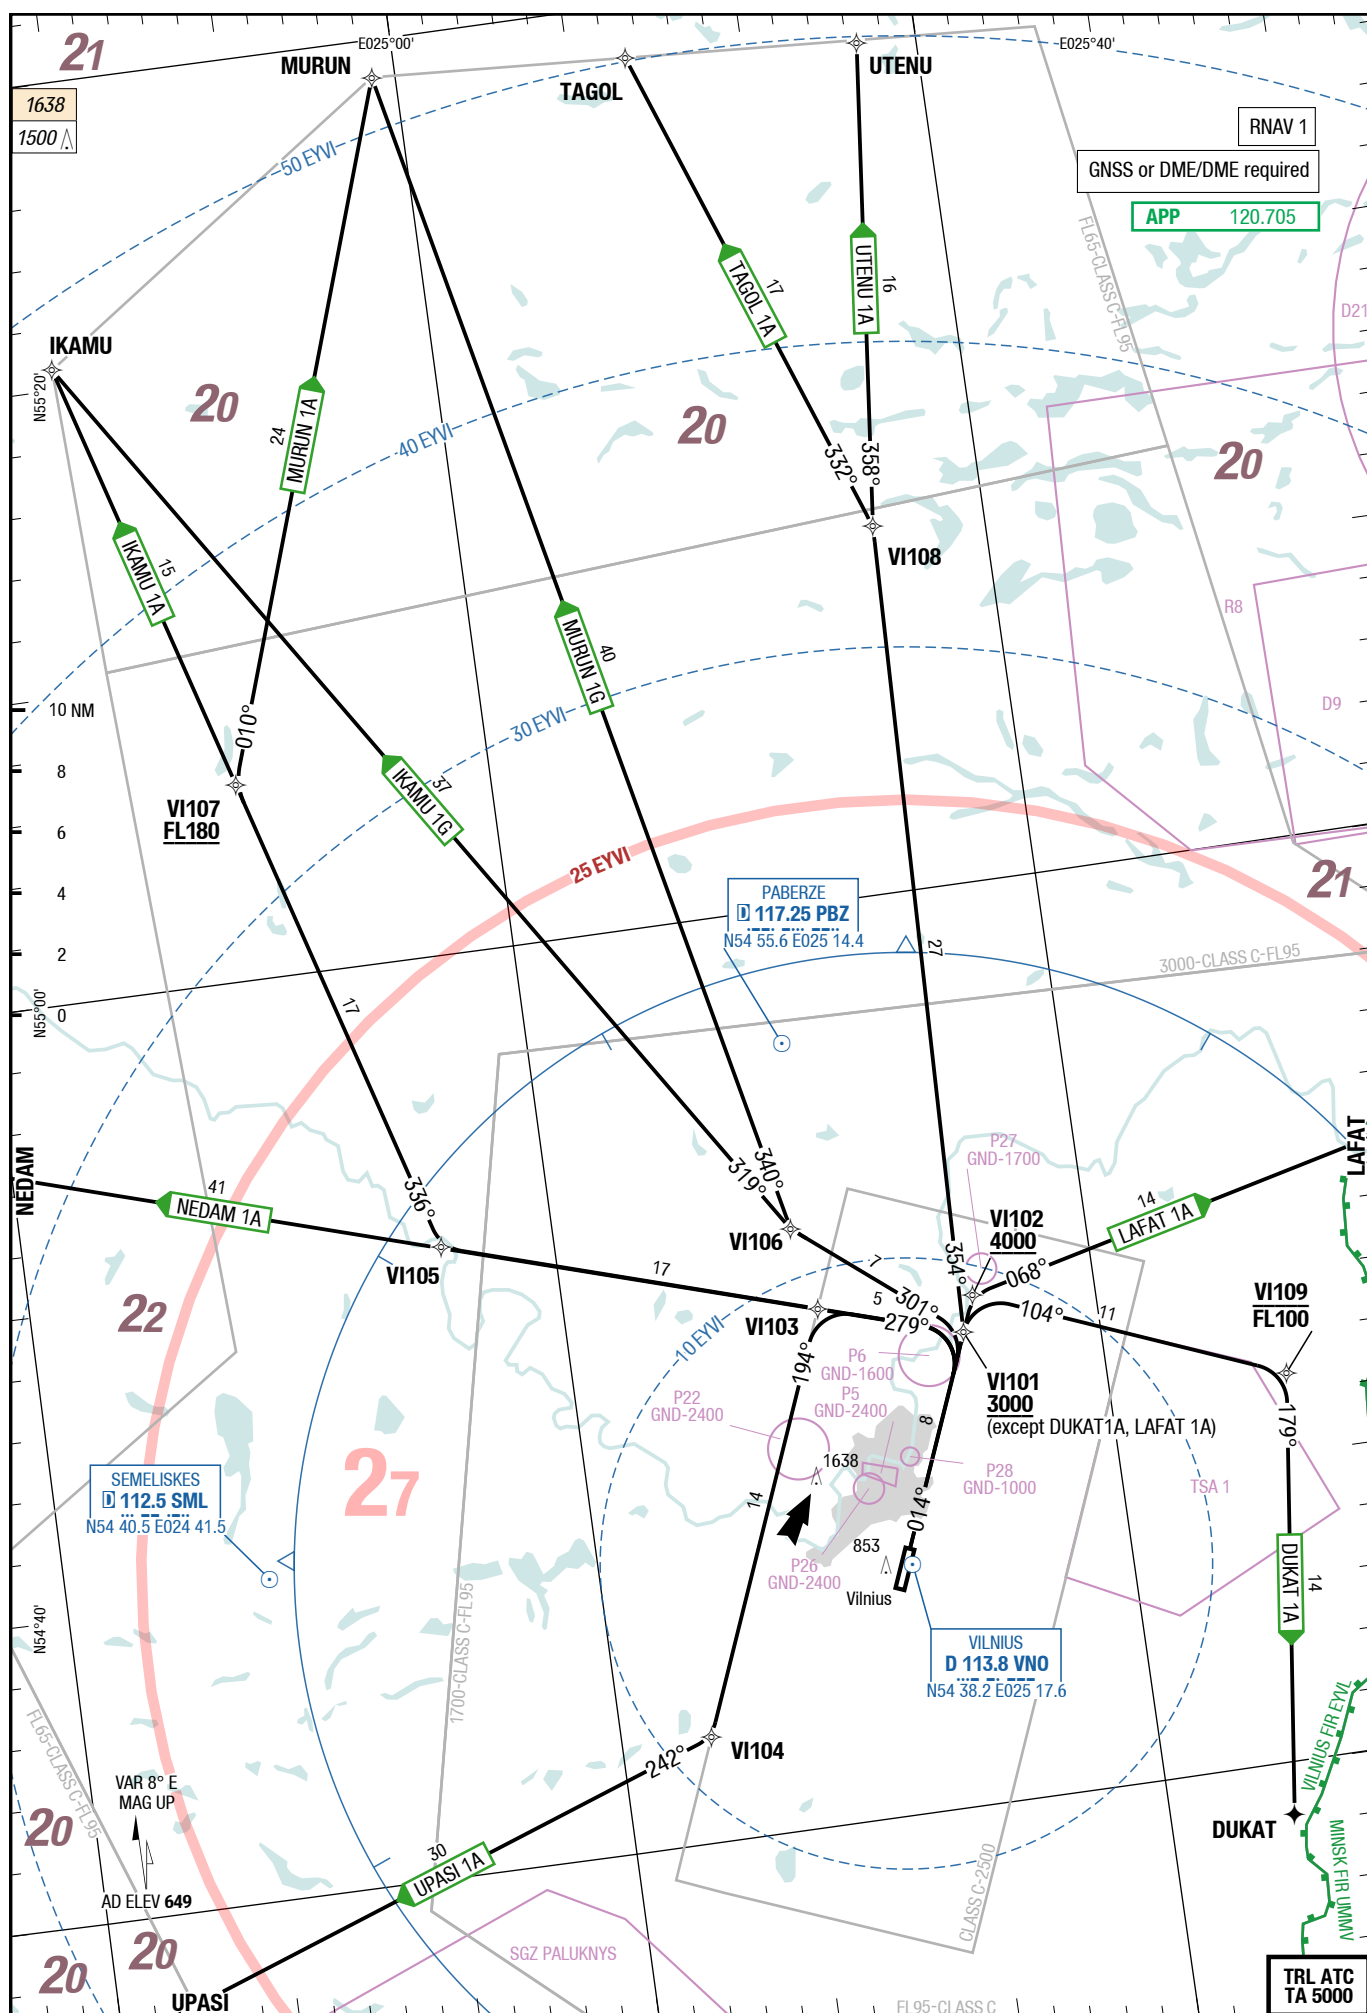 21
E025°00'
E025°40'
MURUN
TAGOL
UTENU
1638
1500
RNAV 1
GNSS or DME/DME required
APP 120.705
50 EYVI
FL65-CLASS C-FL95
TAGOL 1A
17
UTENU 1A
16
D21
IKAMU
N55°20'
20
MURUN 1A
24
40 EYVI
20
332°
358°
20
IKAMU 1A
15
VI108
R8
MURUN 1G
40
10 NM
010°
30 EYVI
D9
8
VI107
FL180
IKAMU 1G
37
6
25 EYVI
4
21
PABERZE
D 117.25 PBZ
N54 55.6 E025 14.4
2
27
3000-CLASS C-FL95
N55°00'
0
17
NEDAM
41
NEDAM 1A
336°
319°
340°
P27
GND-1700
LAFAT
14
LAFAT 1A
VI102
4000
VI106
354°
068°
VI105
17
7
22
5
301°
279°
104°
11
VI109
FL100
VI103
10 EYVI
194°
P6
GND-1600
P5
GND-2400
VI101
3000
(except DUKAT1A, LAFAT 1A)
P22
GND-2400
8
179°
27
1638
P28
GND-1000
TSA 1
SEMELISKES
D 112.5 SML
N54 40.5 E024 41.5
14
014°
853
P26
GND-2400
Vilnius
DUKAT 1A
14
1700-CLASS C-FL95
N54°40'
VILNIUS
D 113.8 VNO
N54 38.2 E025 17.6
FL65-CLASS C-FL95
242°
VI104
VILNIUS FIR EYVL
VAR 8° E
MAG UP
20
DUKAT
30
UPASI 1A
MINSK FIR UMMV
AD ELEV 649
CLASS C-2500
20
20
SGZ PALUKNYS
UPASI
FL95-CLASS C
TRL ATC
TA 5000